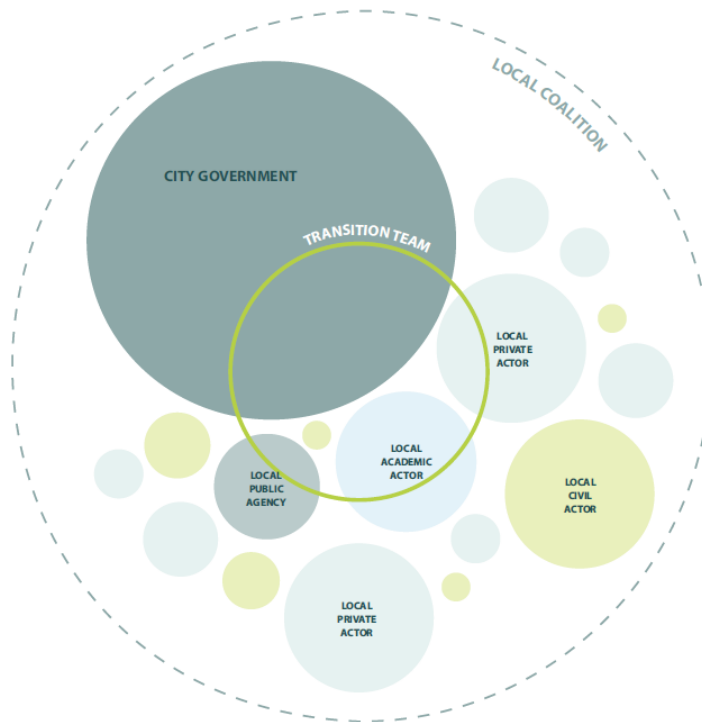 LOCAL COALITION
CITY GOVERNMENT
TRANSITION TEAM
LOCAL
PRIVATE
ACTOR
LOCAL
ACADEMIC
ACTOR
LOCAL
PUBLIC
AGENCY
LOCAL
CIVIL
ACTOR
LOCAL
PRIVATE
ACTOR